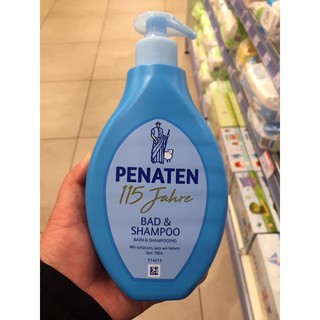 PENATEN
115 Jahre
BAD &
SHAMPOO
BAIN & SHAMPOOING
Wir schützen, was wir lieben.
Seit 1904.